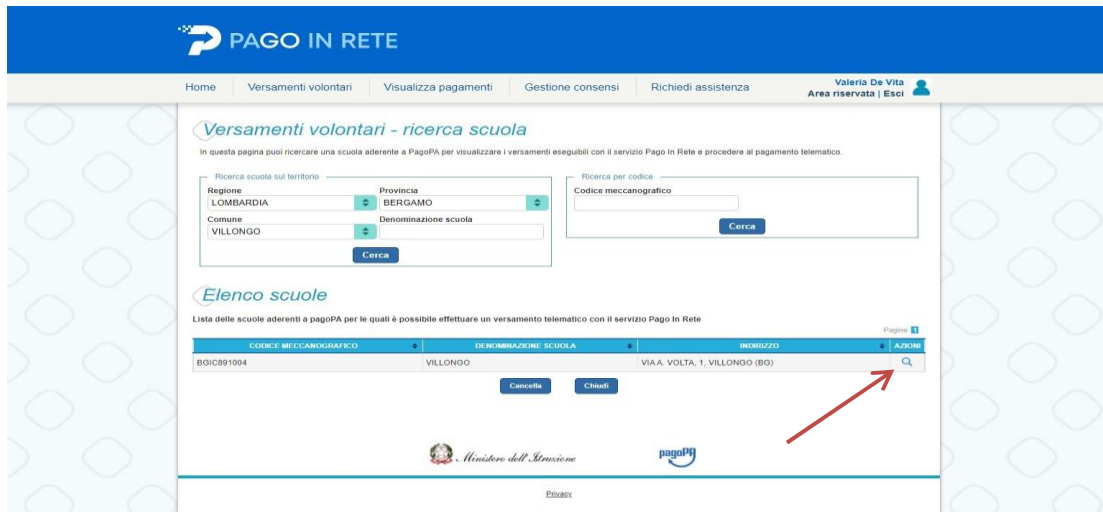 PAGO IN RETE
Home Versamenti volontari Visualizza pagamenti Gestione consensi Richiedi assistenza
Valeria De Vita
Area riservata | Esci
Versamenti volontari - ricerca scuola
In questa pagina puoi ricercare una scuola aderente a PagoPA per visualizzare i versamenti eseguibili con il servizio Pago In Rete e procedere al pagamento telematico.
Ricerca scuola sul territorio
Regione Provincia
LOMBARDIA BERGAMO
Comune Denominazione scuola
VILLONGO
Cerca
Ricerca per codice
Codice meccanografico
Cerca
Elenco scuole
Lista delle scuole aderenti a pagoPA per le quali è possibile effettuare un versamento telematico con il servizio Pago In Rete
Pagine 1
CODICE MECCANOGRAFICO DENOMINAZIONE SCUOLA INDIRIZZO AZIONI
BGIC891004 VILLONGO VIA A. VOLTA, 1, VILLONGO (BG)
Cancella Chiudi
Ministero dell'Istruzione
pagoPA
Privacy